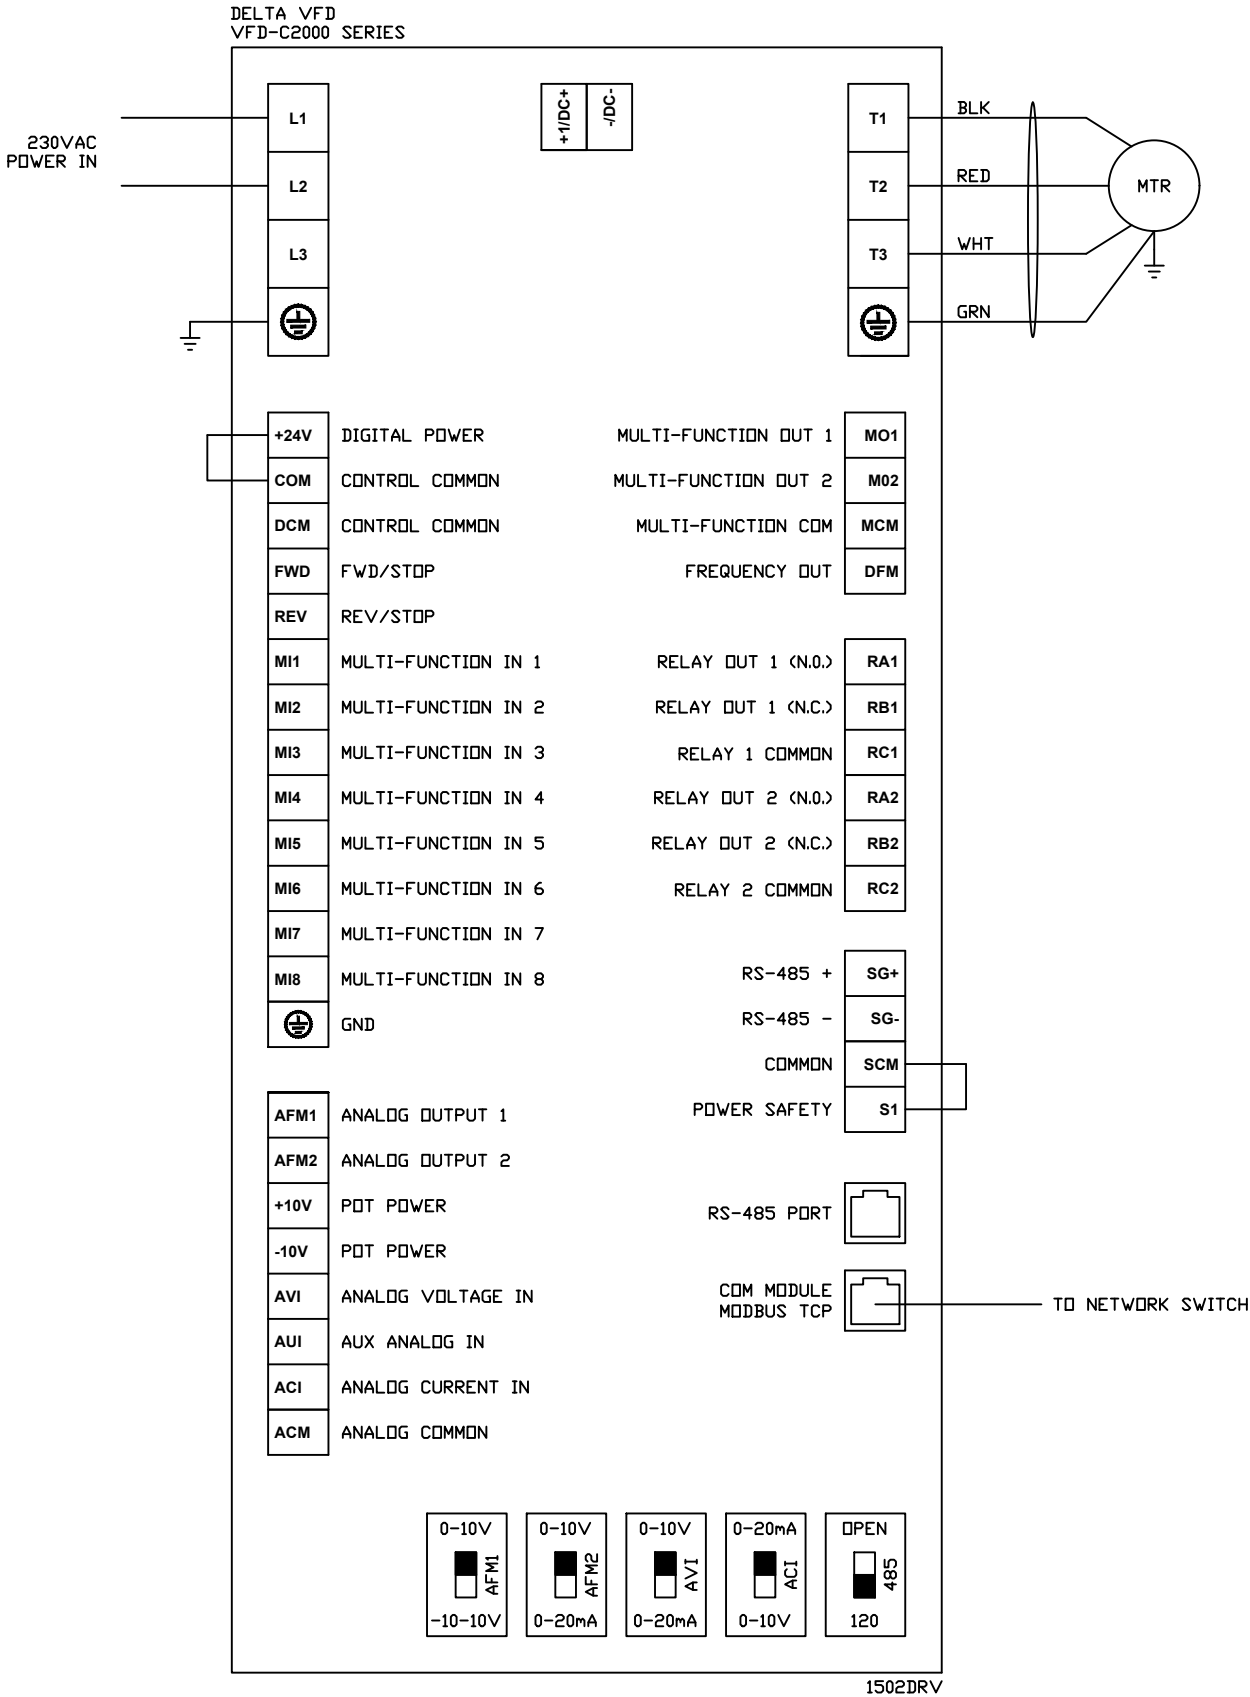 DELTA VFD
VFD-C2000 SERIES
230VAC
POWER IN
L1
L2
L3
+1/DC+
-/DC-
T1
T2
T3
BLK
RED
WHT
GRN
MTR
+24V DIGITAL POWER
COM CONTROL COMMON
DCM CONTROL COMMON
FWD FWD/STOP
REV REV/STOP
MI1 MULTI-FUNCTION IN 1
MI2 MULTI-FUNCTION IN 2
MI3 MULTI-FUNCTION IN 3
MI4 MULTI-FUNCTION IN 4
MI5 MULTI-FUNCTION IN 5
MI6 MULTI-FUNCTION IN 6
MI7 MULTI-FUNCTION IN 7
MI8 MULTI-FUNCTION IN 8
GND
AFM1 ANALOG OUTPUT 1
AFM2 ANALOG OUTPUT 2
+10V POT POWER
-10V POT POWER
AVI ANALOG VOLTAGE IN
AUI AUX ANALOG IN
ACI ANALOG CURRENT IN
ACM ANALOG COMMON
MULTI-FUNCTION OUT 1 MO1
MULTI-FUNCTION OUT 2 M02
MULTI-FUNCTION COM MCM
FREQUENCY OUT DFM
RELAY OUT 1 (N.O.) RA1
RELAY OUT 1 (N.C.) RB1
RELAY 1 COMMON RC1
RELAY OUT 2 (N.O.) RA2
RELAY OUT 2 (N.C.) RB2
RELAY 2 COMMON RC2
RS-485 + SG+
RS-485 - SG-
COMMON SCM
POWER SAFETY S1
RS-485 PORT
COM MODULE
MODBUS TCP
TO NETWORK SWITCH
0-10V
AFM1
-10-10V
0-10V
AFM2
0-20mA
0-10V
AVI
0-20mA
0-20mA
ACI
0-10V
OPEN
485
120
1502DRV